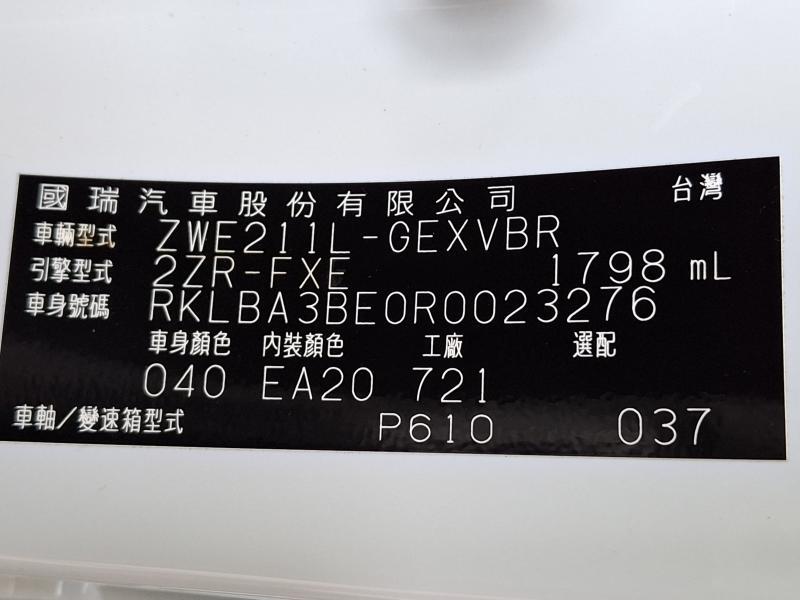 國瑞汽車股份有限公司 台灣
車輛型式 ZWE211L-GEXVBR
引擎型式 2ZR-FXE 1798 mL
車身號碼 RKLBA3BE0R0023276
車身顏色 內裝顏色 工廠 選配
040 EA20 721
車軸/變速箱型式 P610 037